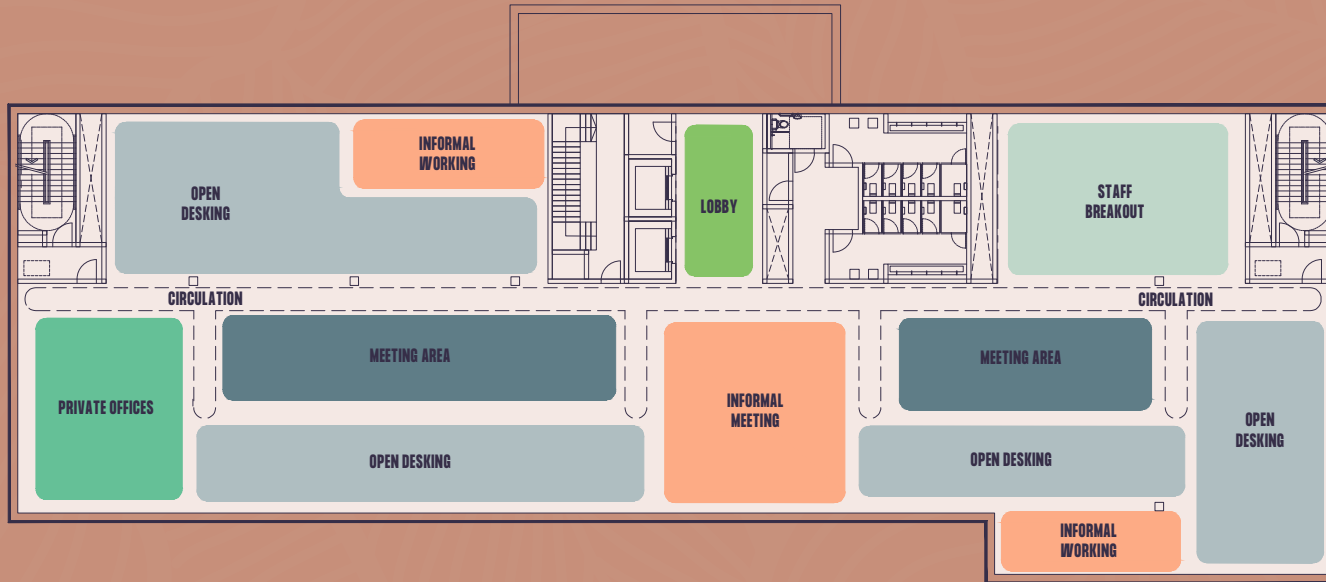 INFORMAL
WORKING
OPEN
DESKING
LOBBY
STAFF
BREAKOUT
CIRCULATION
CIRCULATION
PRIVATE OFFICES
MEETING AREA
OPEN DESKING
INFORMAL
MEETING
MEETING AREA
OPEN DESKING
OPEN
DESKING
INFORMAL
WORKING